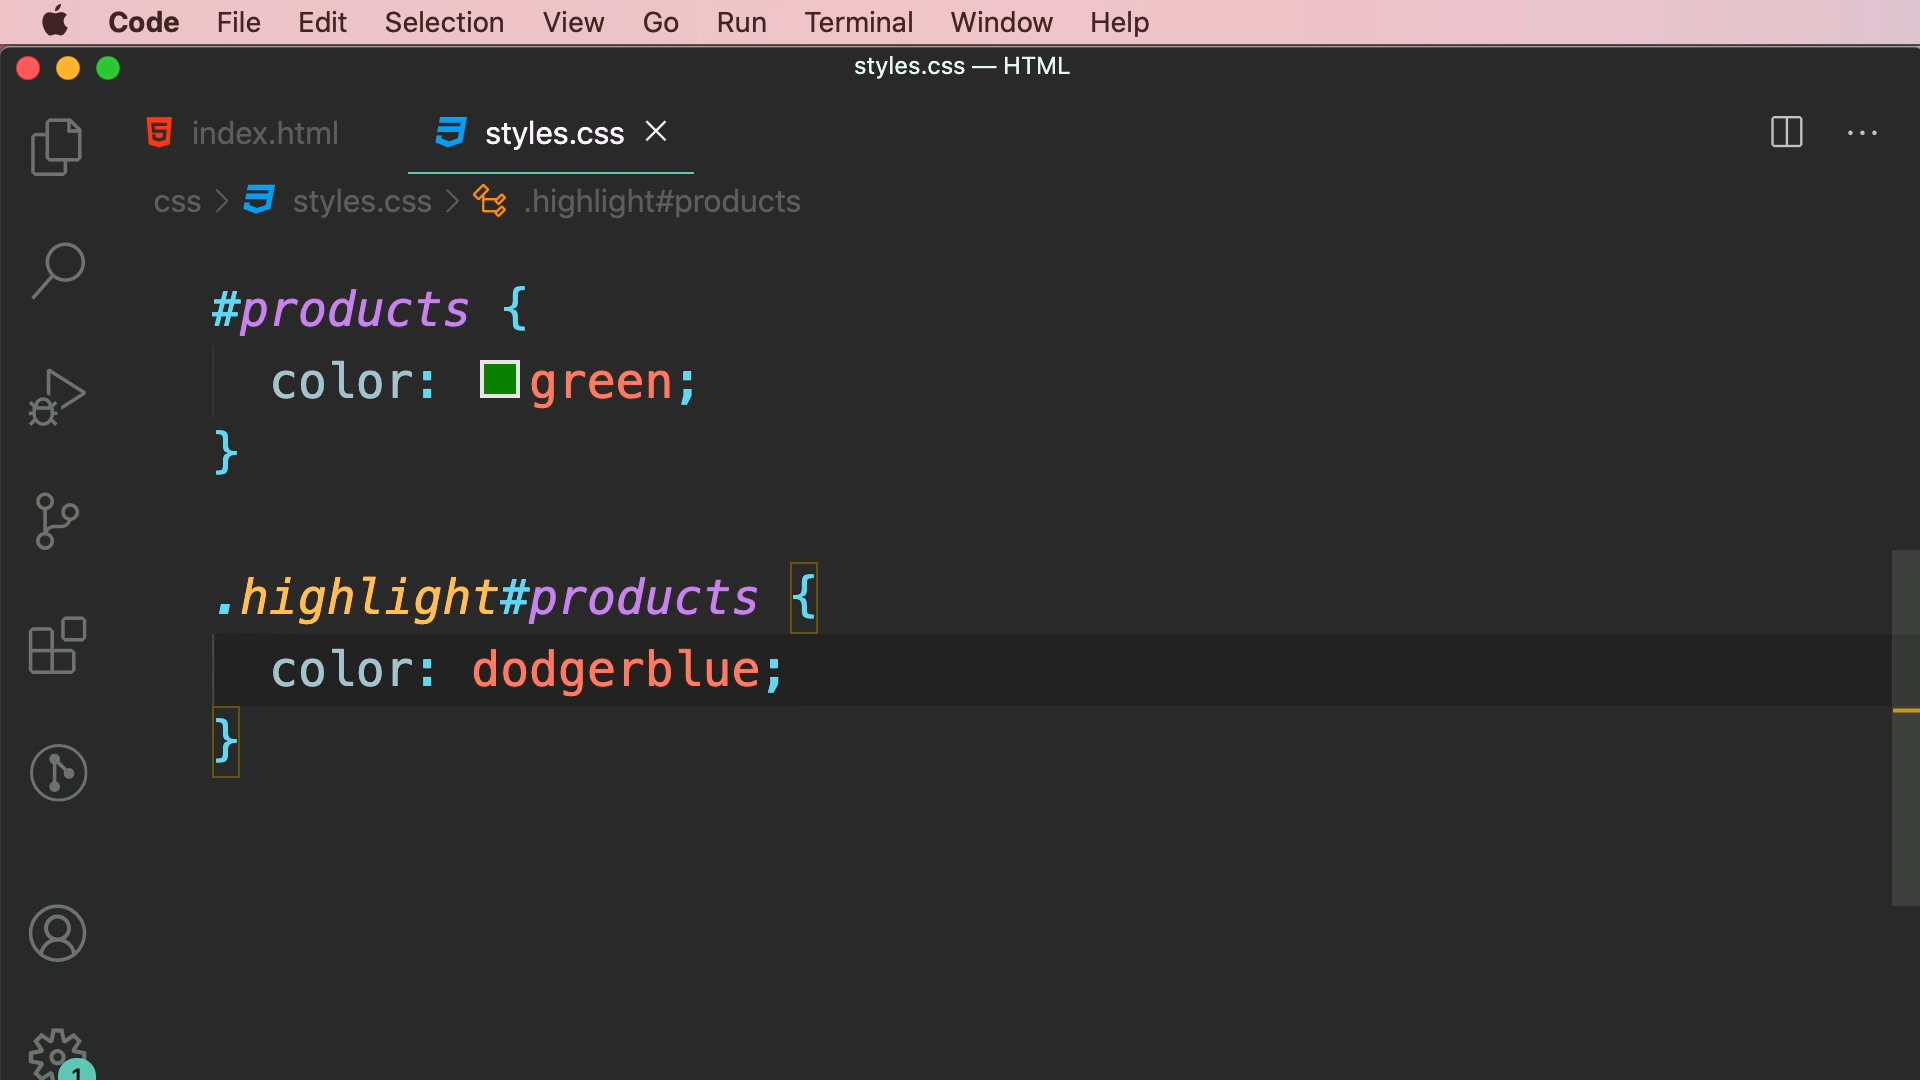 Code File Edit Selection View Go Run Terminal Window Help
styles.css — HTML
index.html styles.css
css > styles.css > .highlight#products
#products {
color: green;
}
.highlight#products {
color: dodgerblue;
}
1